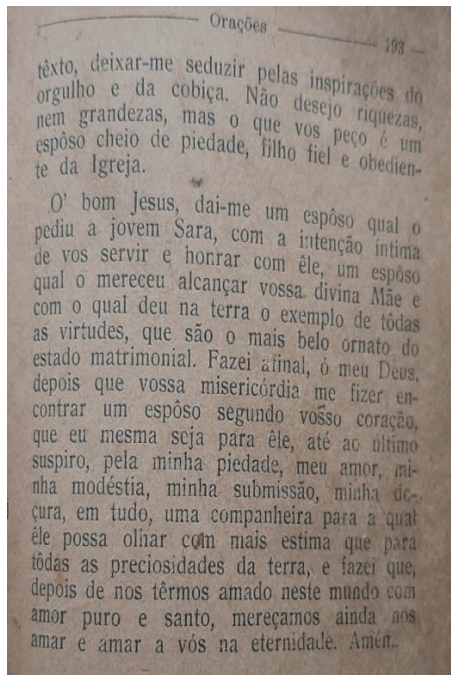 Orações
193
têxto, deixar-me seduzir pelas inspirações do
orgulho e da cobiça. Não desejo riquezas,
nem grandezas, mas o que vos peço é um
espôso cheio de piedade, filho fiel e obedien-
te da Igreja.
O' bom Jesus, dai-me um espôso qual o
pediu a jovem Sara, com a intenção íntima
de vos servir e honrar com êle, um espôso
qual o mereceu alcançar vossa divina Mãe e
com o qual deu na terra o exemplo de tôdas
as virtudes, que são o mais belo ornato do
estado matrimonial. Fazei afinal, ó meu Deus,
depois que vossa misericórdia me fizer en-
contrar um espôso segundo vosso coração,
que eu mesma seja para êle, até ao último
suspiro, pela minha piedade, meu amor, mi-
nha modéstia, minha submissão, minha do-
çura, em tudo, uma companheira para a qual
êle possa olhar com mais estima que para
tôdas as preciosidades da terra, e fazei que,
depois de nos têrmos amado neste mundo com
amor puro e santo, mereçamos ainda nos
amar e amar a vós na eternidade. Amén.